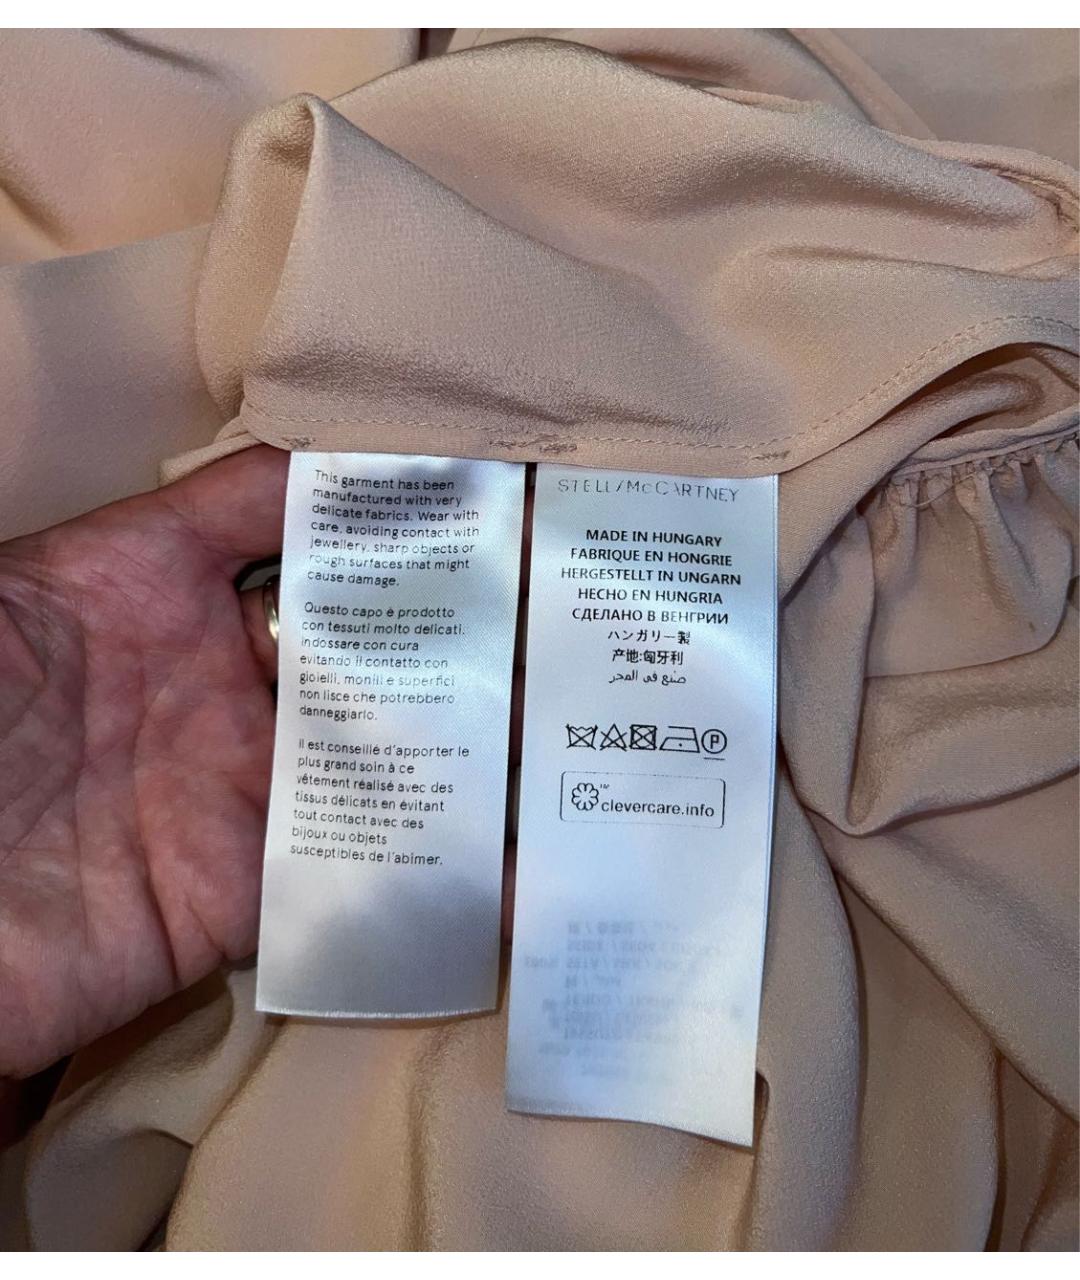 This garment has been
manufactured with very
delicate fabrics. Wear with
care, avoiding contact with
jewellery, sharp objects or
rough surfaces that might
cause damage.
Questo capo è prodotto
con tessuti molto delicati.
Indossare con cura
evitando il contatto con
gioielli, monili e superfici
non lisce che potrebbero
danneggiarlo.
Il est conseillé d'apporter le
plus grand soin à ce
vêtement réalisé avec des
tissus délicats en évitant
tout contact avec des
bijoux ou objets
susceptibles de l'abîmer.
STELLA McCARTNEY
MADE IN HUNGARY
FABRIQUE EN HONGRIE
HERGESTELLT IN UNGARN
HECHO EN HUNGRIA
СДЕЛАНО В ВЕНГРИИ
ハンガリー製
产地:匈牙利
صنع في المجر
P
clevercare.info